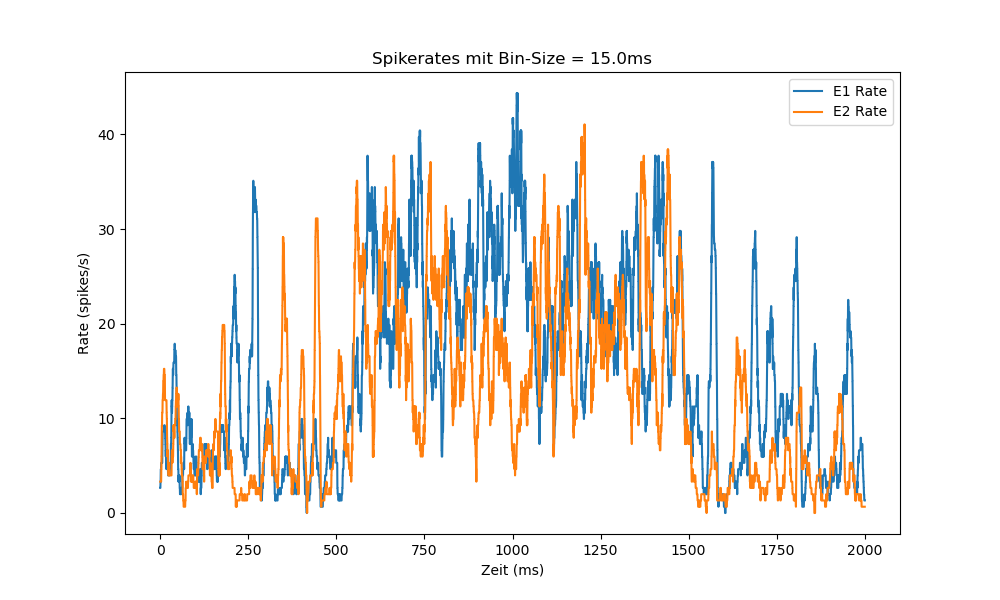 Spikerates mit Bin-Size = 15.0ms
E1 Rate
E2 Rate
Rate (spikes/s)
40
30
20
10
0
0 250 500 750 1000 1250 1500 1750 2000
Zeit (ms)